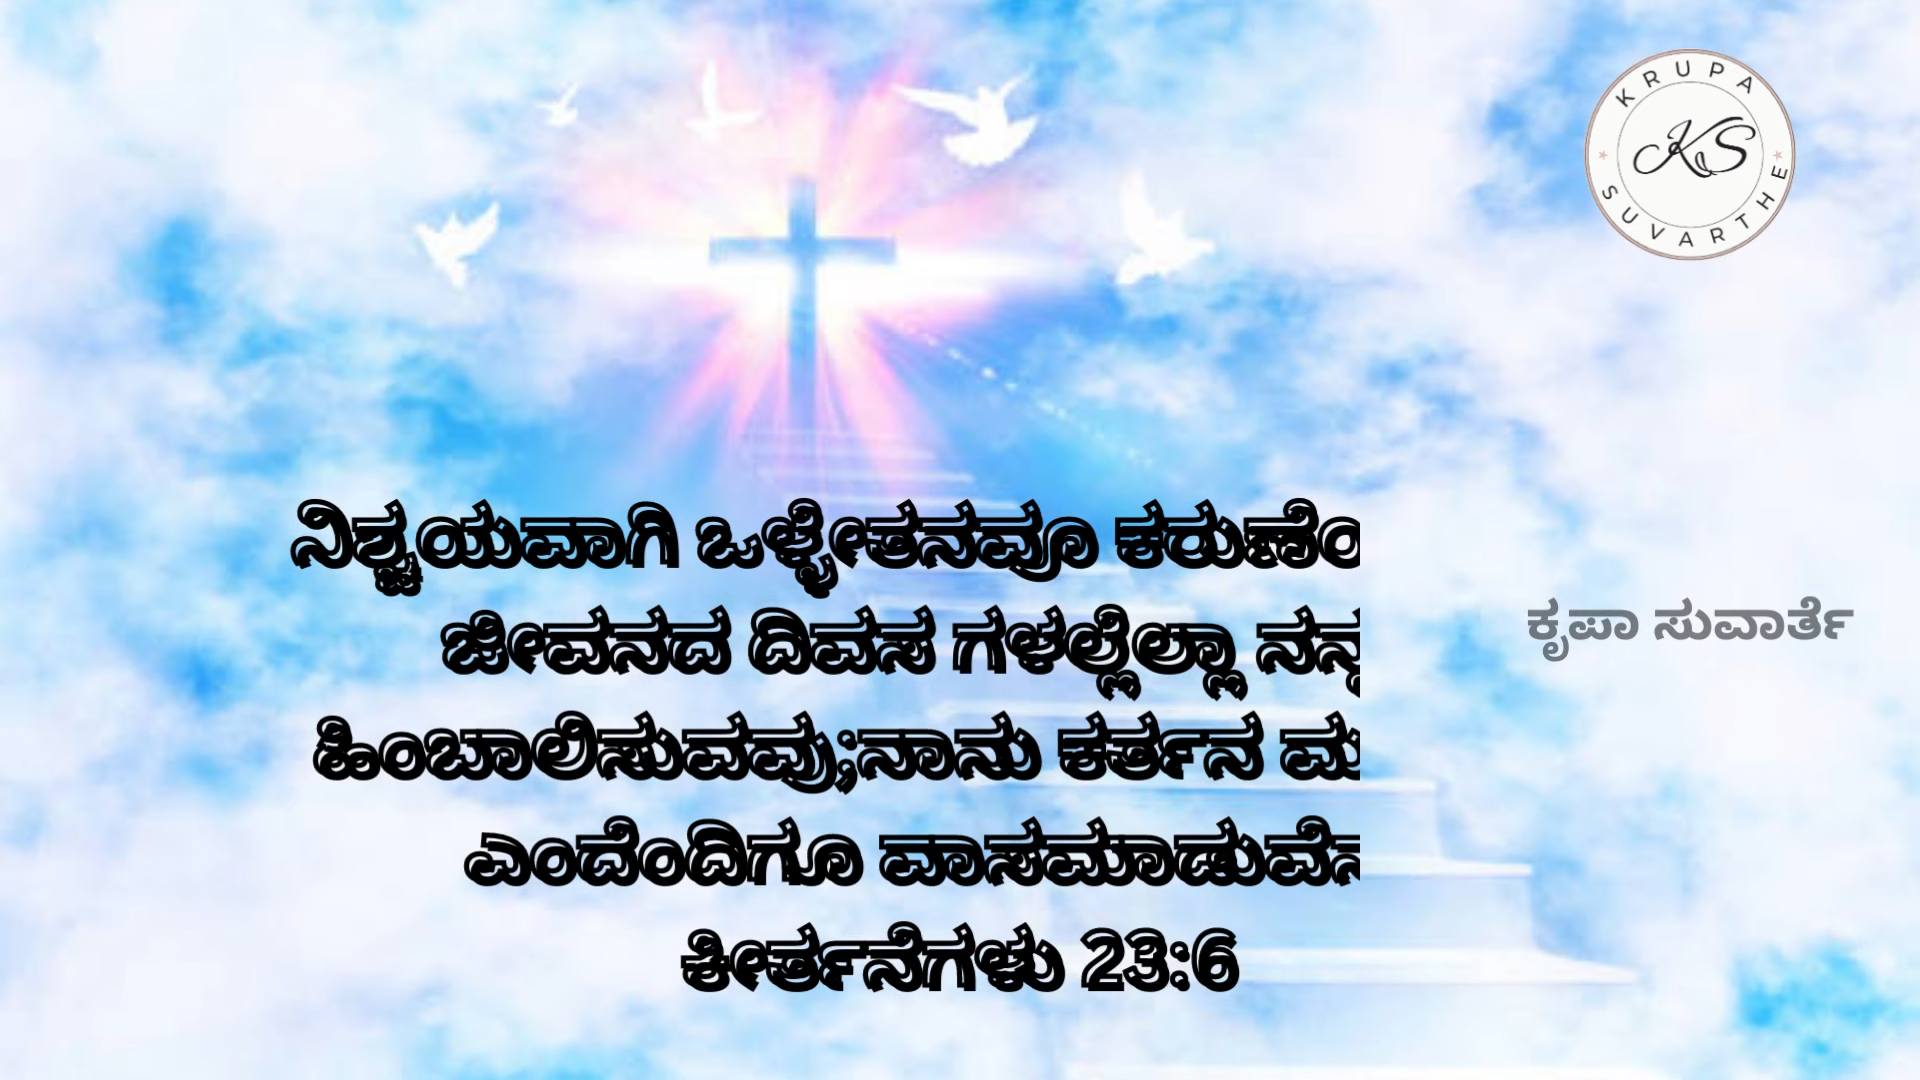 KRUPA
KS
SUVARTHE
ನಿಶ್ಚಯವಾಗಿ ಒಳ್ಳೇತನವೂ
ಕೃಪಾ ಸುವಾರ್ತೆ
ಜೀವನದ ದಿವಸ ಗಳಲ್ಲೆಲ್ಲಾ
ಹಿಂಬಾಲಿಸುವವು;ನಾನು ಕರ್ತನ
ಎಂದೆಂದಿಗೂ
ಕೀರ್ತನೆಗಳು 23:6